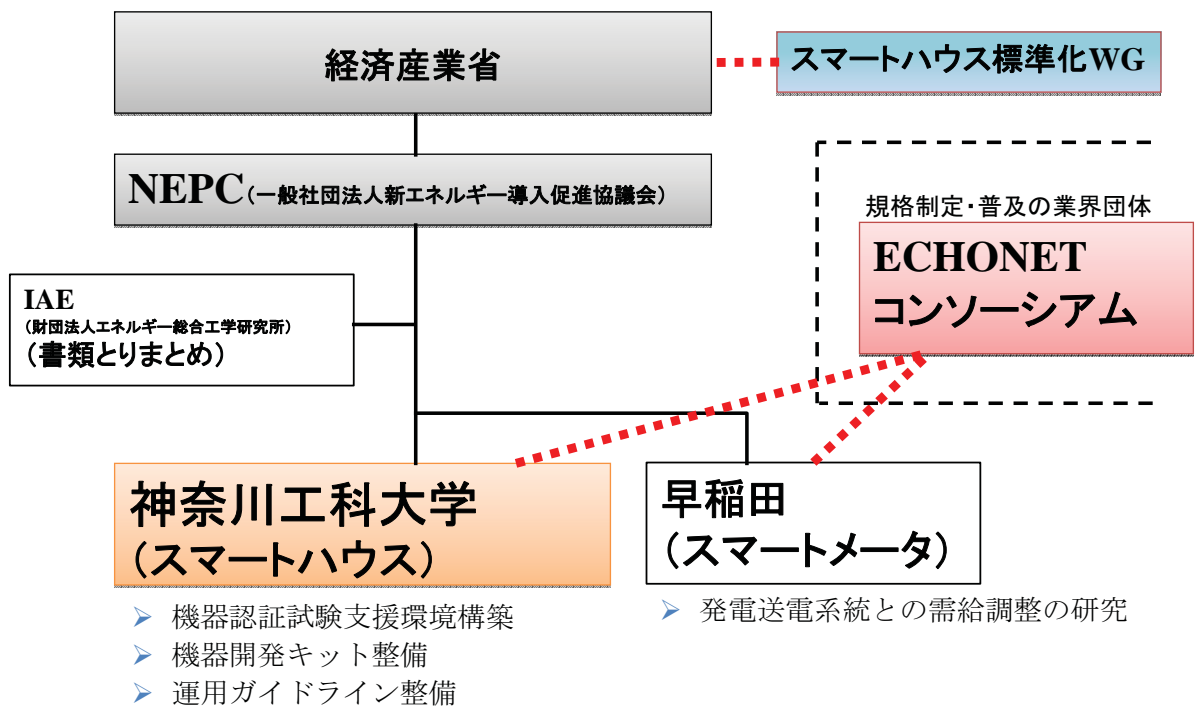 経済産業省
スマートハウス標準化WG
NEPC(一般社団法人新エネルギー導入促進協議会)
規格制定・普及の業界団体
ECHONET
コンソーシアム
IAE
(財団法人エネルギー総合工学研究所)
(書類とりまとめ)
神奈川工科大学
(スマートハウス)
早稲田
(スマートメータ)
➢ 機器認証試験支援環境構築
➢ 機器開発キット整備
➢ 運用ガイドライン整備
➢ 発電送電系統との需給調整の研究